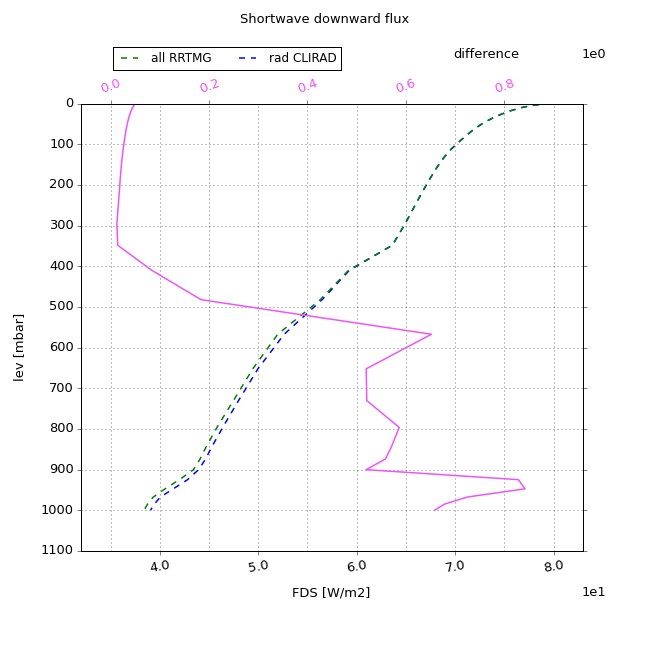 Shortwave downward flux
all RRTMG rad CLIRAD difference 1e0
0.0 0.2 0.4 0.6 0.8
0
100
200
300
400
500
600
700
800
900
1000
1100
lev [mbar]
4.0 5.0 6.0 7.0 8.0
FDS [W/m2] 1e1